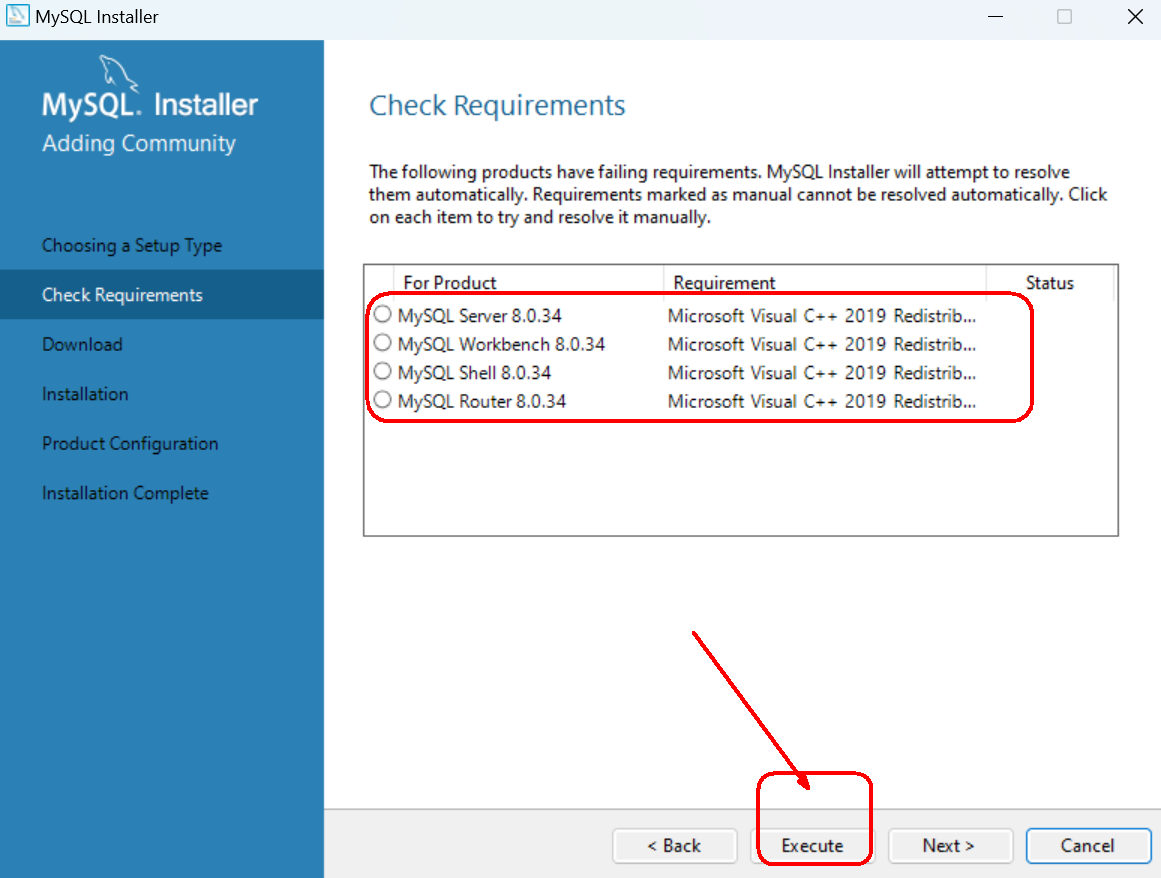 MySQL Installer
MySQL. Installer
Adding Community
Choosing a Setup Type
Check Requirements
Download
Installation
Product Configuration
Installation Complete
Check Requirements
The following products have failing requirements. MySQL Installer will attempt to resolve
them automatically. Requirements marked as manual cannot be resolved automatically. Click
on each item to try and resolve it manually.
For Product Requirement Status
MySQL Server 8.0.34 Microsoft Visual C++ 2019 Redistrib...
MySQL Workbench 8.0.34 Microsoft Visual C++ 2019 Redistrib...
MySQL Shell 8.0.34 Microsoft Visual C++ 2019 Redistrib...
MySQL Router 8.0.34 Microsoft Visual C++ 2019 Redistrib...
< Back Execute Next > Cancel